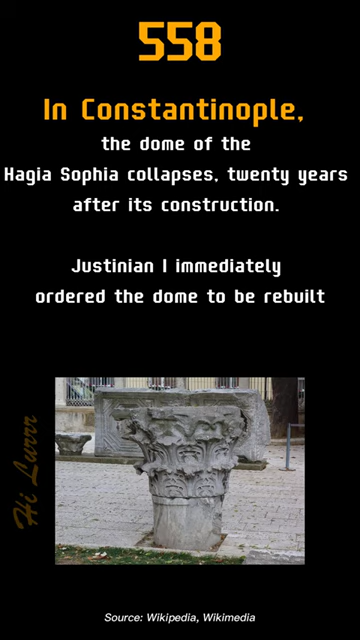 558
In Constantinople,
the dome of the
Hagia Sophia collapses, twenty years
after its construction.
Justinian I immediately
ordered the dome to be rebuilt
Hi Lurrr
Source: Wikipedia, Wikimedia